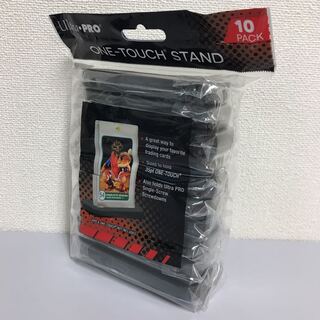 Ultra•PRO
10
PACK
ONE-TOUCH® STAND
• A great way to
display your favorite
trading cards
• Sized to hold
35pt ONE-TOUCH®
• Also holds Ultra PRO
Single-Screw
Screwdowns